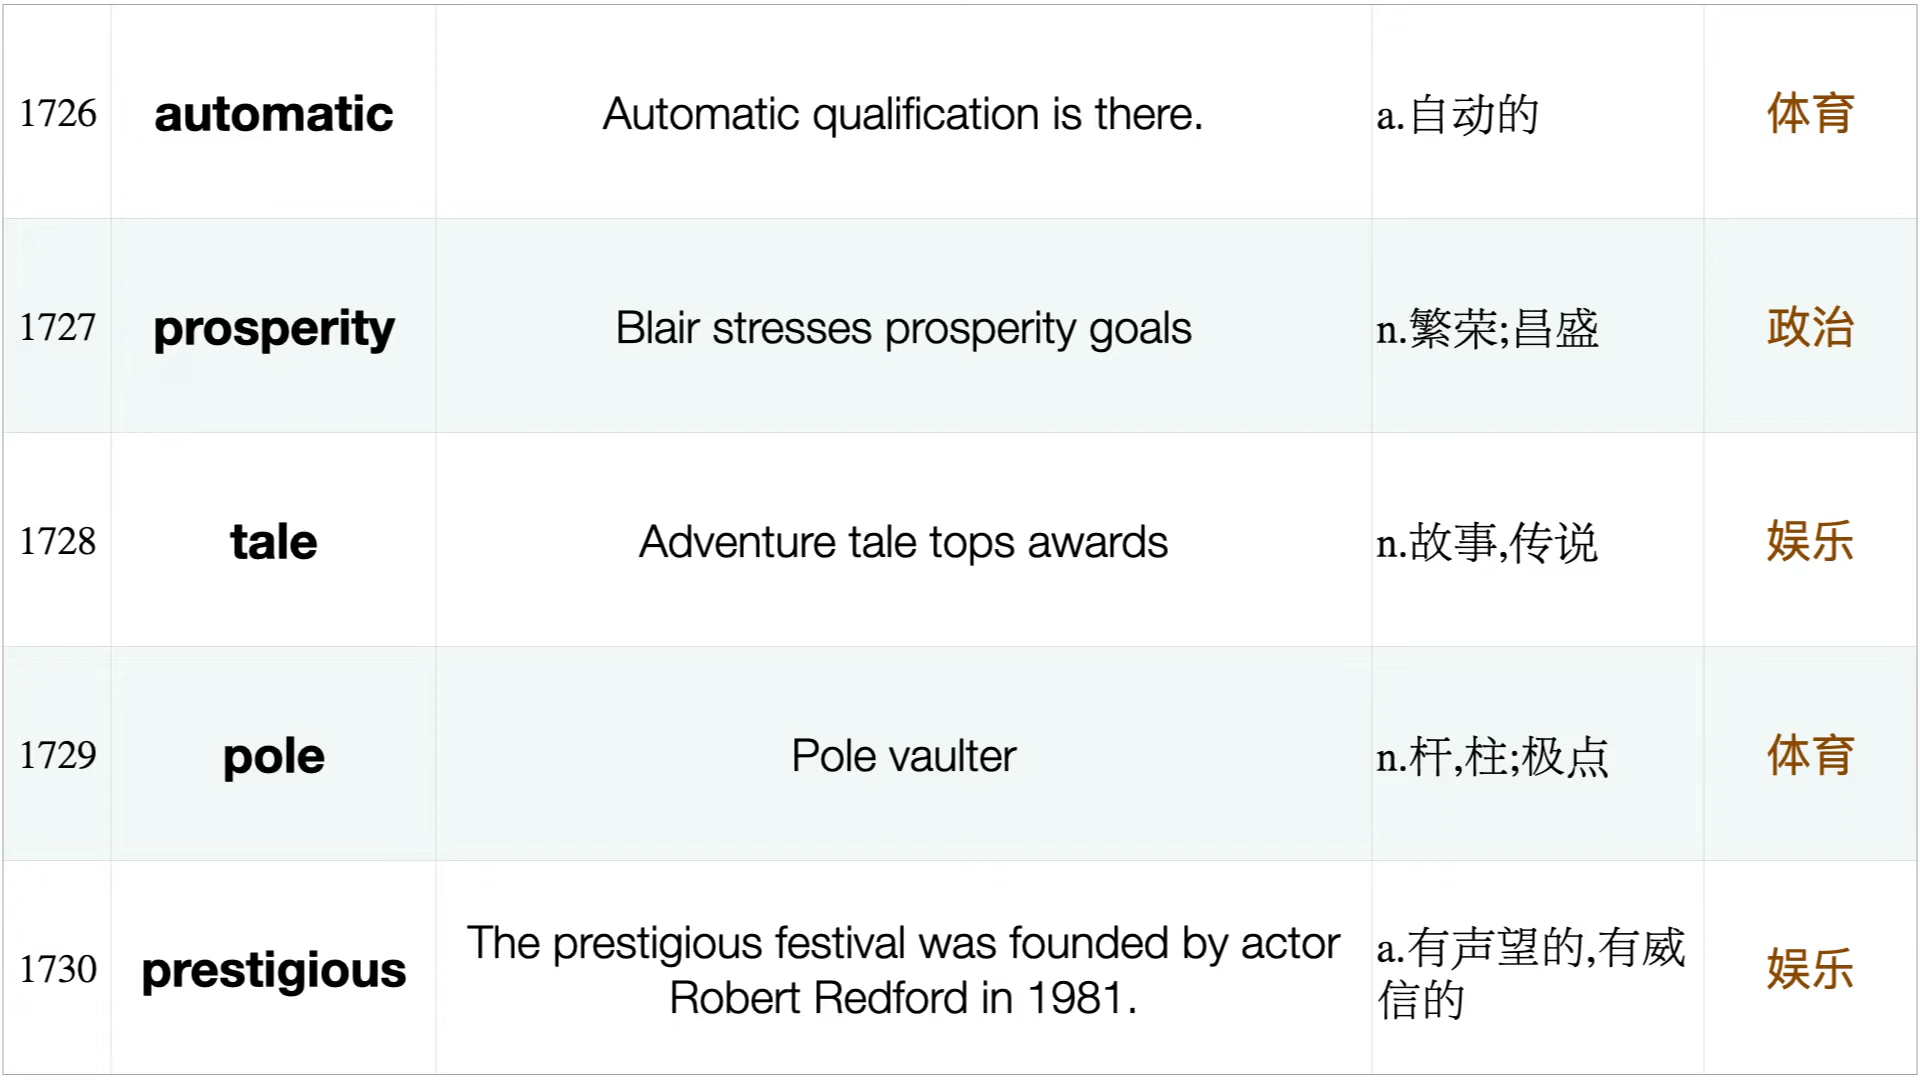 1726 automatic Automatic qualification is there. a.自动的 体育
1727 prosperity Blair stresses prosperity goals n.繁荣;昌盛 政治
1728 tale Adventure tale tops awards n.故事,传说 娱乐
1729 pole Pole vaulter n.杆,柱;极点 体育
1730 prestigious The prestigious festival was founded by actor
Robert Redford in 1981. a.有声望的,有威
信的 娱乐